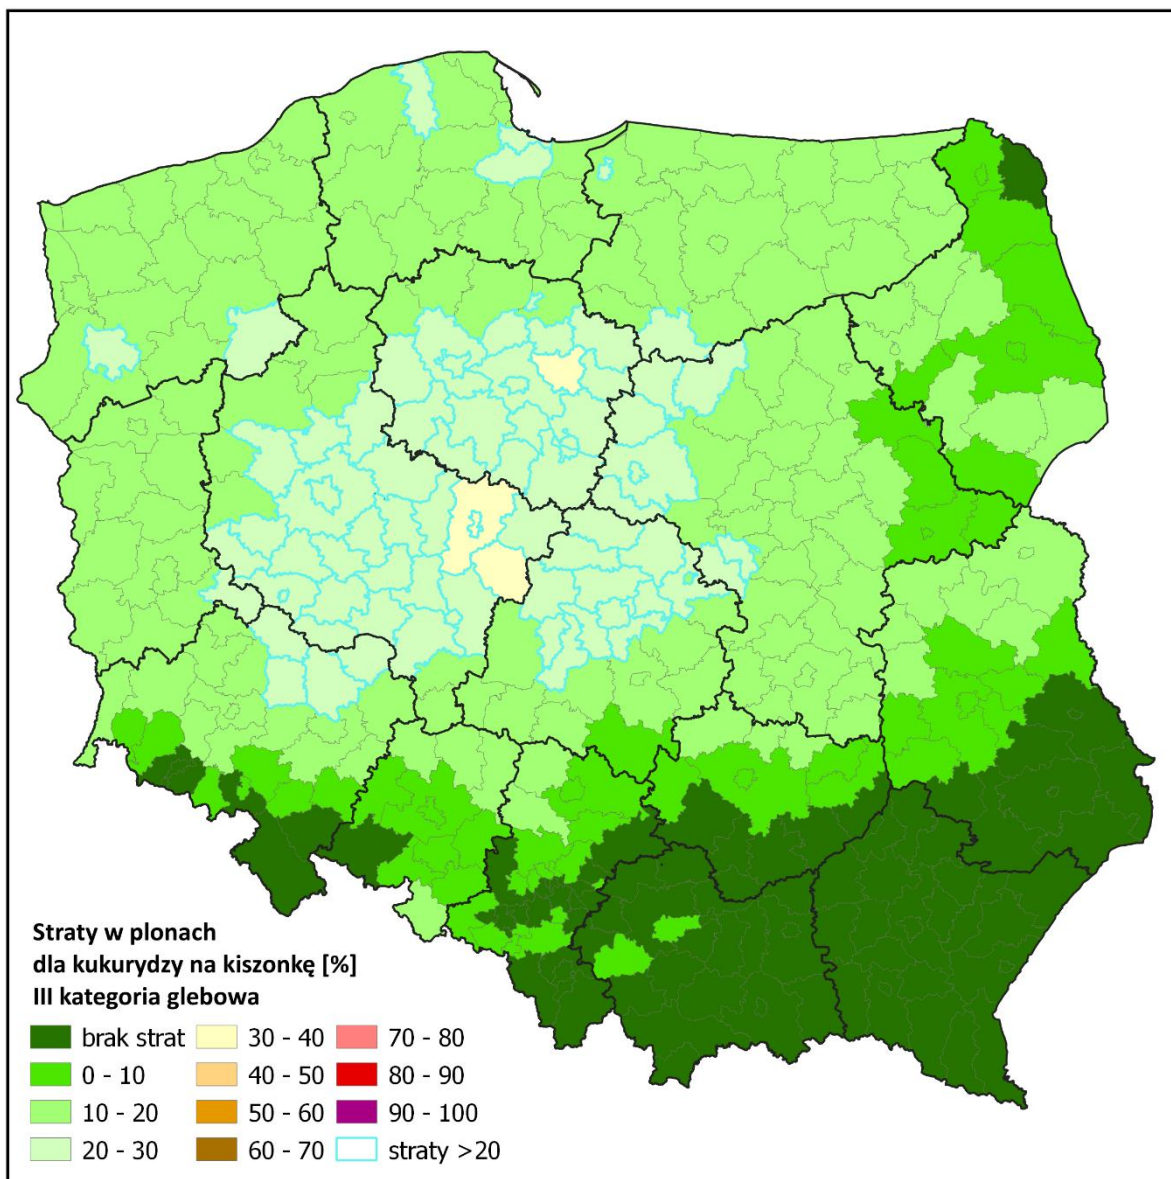 Straty w plonach
dla kukurydzy na kiszonkę [%]
III kategoria glebowa
brak strat
0 - 10
10 - 20
20 - 30
30 - 40
40 - 50
50 - 60
60 - 70
70 - 80
80 - 90
90 - 100
straty >20